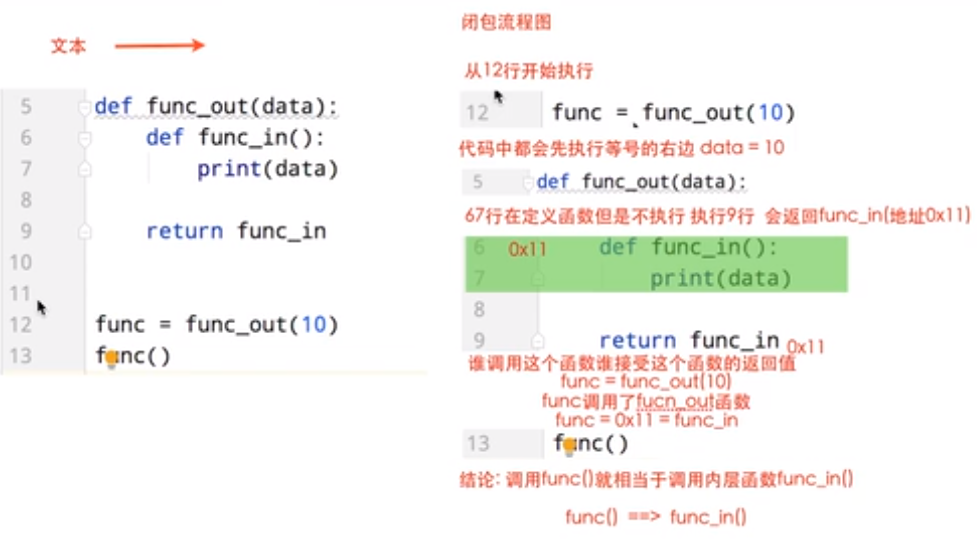 文本
5 def func_out(data):
6 def func_in():
7 print(data)
8
9 return func_in
10
11
12 func = func_out(10)
13 func()
闭包流程图
从12行开始执行
12 func = func_out(10)
代码中都会先执行等号的右边 data = 10
5 def func_out(data):
67行在定义函数但是不执行 执行9行 会返回func_in(地址0x11)
6 0x11 def func_in():
7 print(data)
8
9 return func_in 0x11
谁调用这个函数谁接受这个函数的返回值
func = func_out(10)
func调用了fucn_out函数
func = 0x11 = func_in
13 func()
结论: 调用func()就相当于调用内层函数func_in()
func() ==> func_in()